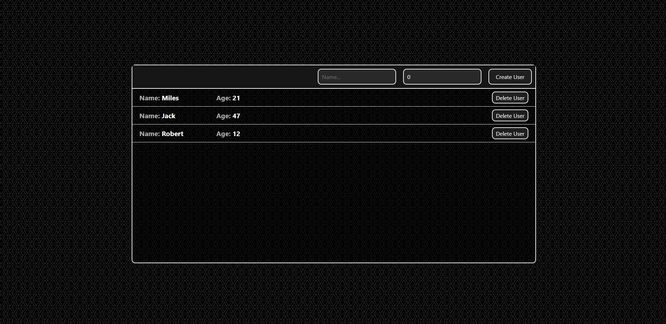 Name... 0 Create User
Name: Miles Age: 21 Delete User
Name: Jack Age: 47 Delete User
Name: Robert Age: 12 Delete User